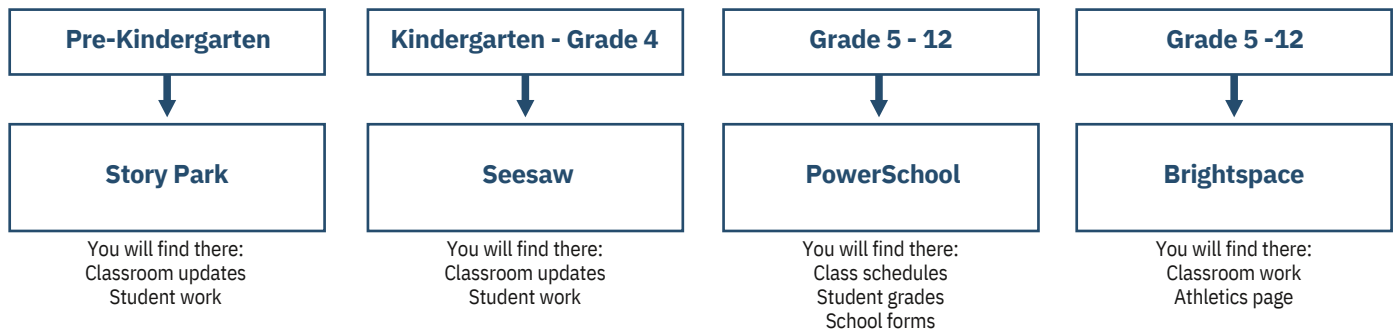 Pre-Kindergarten
Story Park
You will find there:
Classroom updates
Student work
Kindergarten - Grade 4
Seesaw
You will find there:
Classroom updates
Student work
Grade 5 - 12
PowerSchool
You will find there:
Class schedules
Student grades
School forms
Grade 5 -12
Brightspace
You will find there:
Classroom work
Athletics page